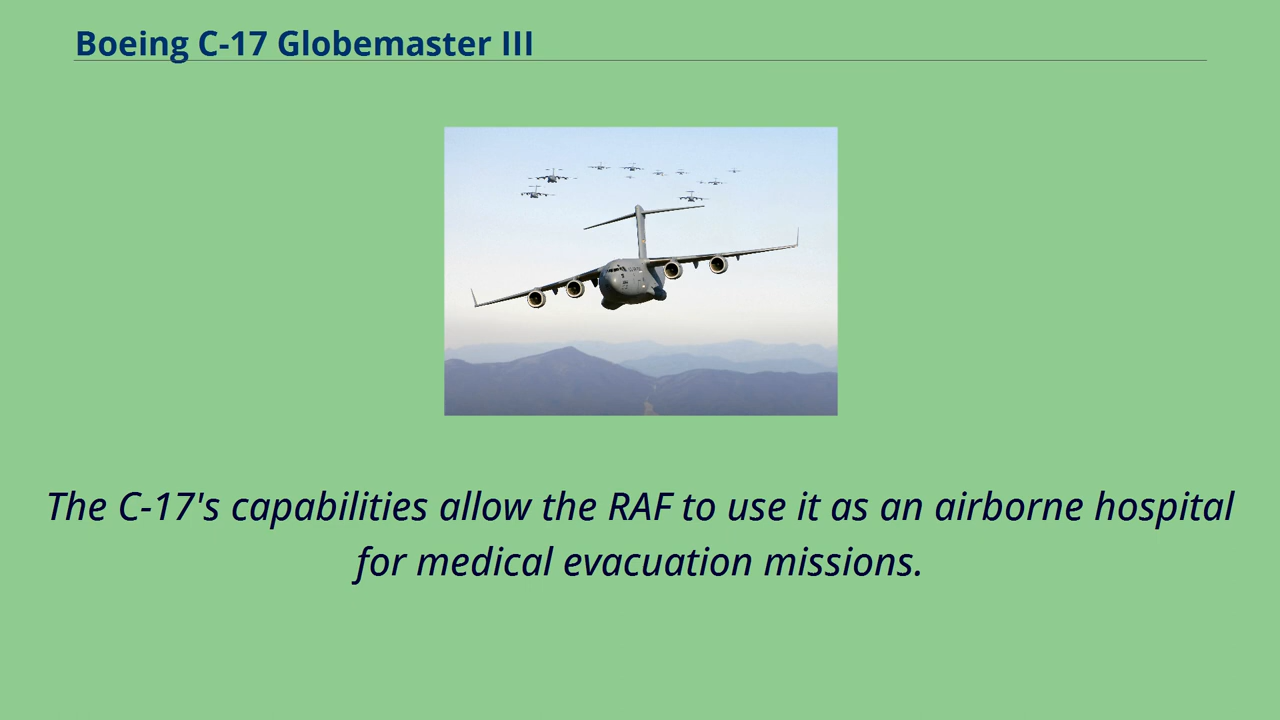 Boeing C-17 Globemaster III
The C-17's capabilities allow the RAF to use it as an airborne hospital
for medical evacuation missions.